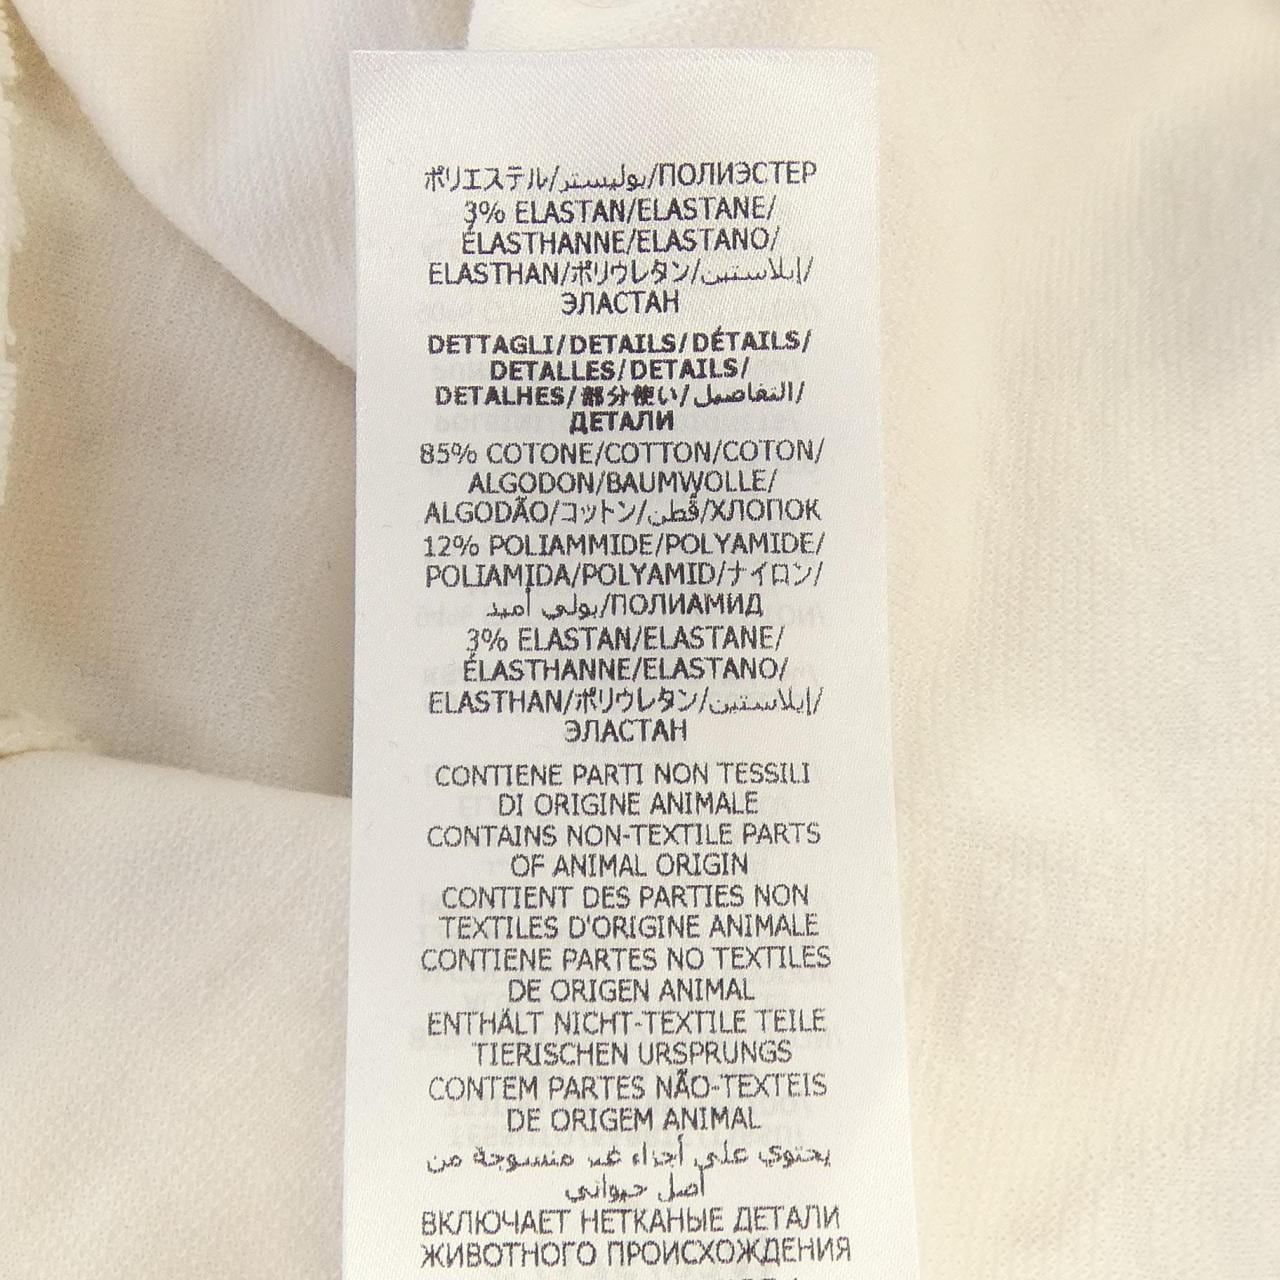 ポリエステル/بوليستر/ПОЛИЭСТЕР
3% ELASTAN/ELASTANE/
ÉLASTHANNE/ELASTANO/
ELASTHAN/ポリウレタン/إيلاستين/
ЭЛАСТАН
DETTAGLI/DETAILS/DÉTAILS/
DETALLES/DETAILS/
DETALHES/部分使い/التفاصيل/
ДЕТАЛИ
85% COTONE/COTTON/COTON/
ALGODON/BAUMWOLLE/
ALGODÃO/コットン/قطن/ХЛОПОК
12% POLIAMMIDE/POLYAMIDE/
POLIAMIDA/POLYAMID/ナイロン/
بولي أميد/ПОЛИАМИД
3% ELASTAN/ELASTANE/
ÉLASTHANNE/ELASTANO/
ELASTHAN/ポリウレタン/إيلاستين/
ЭЛАСТАН
CONTIENE PARTI NON TESSILI
DI ORIGINE ANIMALE
CONTAINS NON-TEXTILE PARTS
OF ANIMAL ORIGIN
CONTIENT DES PARTIES NON
TEXTILES D'ORIGINE ANIMALE
CONTIENE PARTES NO TEXTILES
DE ORIGEN ANIMAL
ENTHÄLT NICHT-TEXTILE TEILE
TIERISCHEN URSPRUNGS
CONTEM PARTES NÃO-TEXTEIS
DE ORIGEM ANIMAL
يحتوي على أجزاء غير منسوجة من
أصل حيواني
ВКЛЮЧАЕТ НЕТКАНЫЕ ДЕТАЛИ
ЖИВОТНОГО ПРОИСХОЖДЕНИЯ